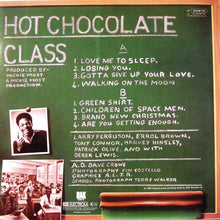 HOT CHOCOLATE
CLASS
PRODUCED BY-
MICKIE MOST
A MICKIE MOST
PRODUCTION.
A
1. LOVE ME TO SLEEP.
2. LOSING YOU.
3. GOTTA GIVE UP YOUR LOVE.
4. WALKING ON THE MOON
B
1. GREEN SHIRT.
2. CHILDREN OF SPACE MEN.
3. BRAND NEW CHRISTMAS.
4. ARE YOU GETTING ENOUGH.
LARRY FERGUSON, ERROL BROWN,
TONY CONNOR, HARVEY HINSLEY,
PATRICK OLIVE. AND WITH
DEREK LEWIS.
A. D. DAVE CROWE
PHOTOGRAPHY FIN COSTELLO
GRAPHICS
SCHOOL PHOTOGRAPH TERRY WALKER